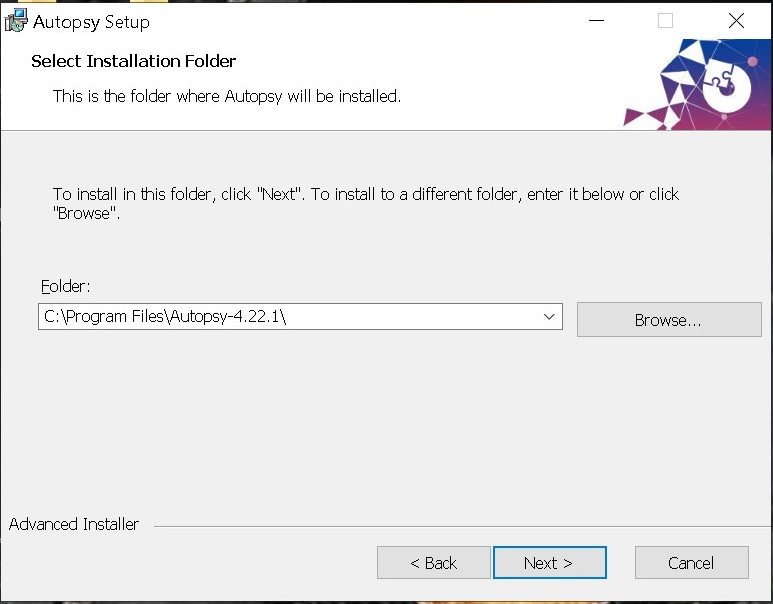 Autopsy Setup
Select Installation Folder
This is the folder where Autopsy will be installed.
To install in this folder, click "Next". To install to a different folder, enter it below or click
"Browse".
Folder:
C:\Program Files\Autopsy-4.22.1\
Browse...
Advanced Installer
< Back
Next >
Cancel